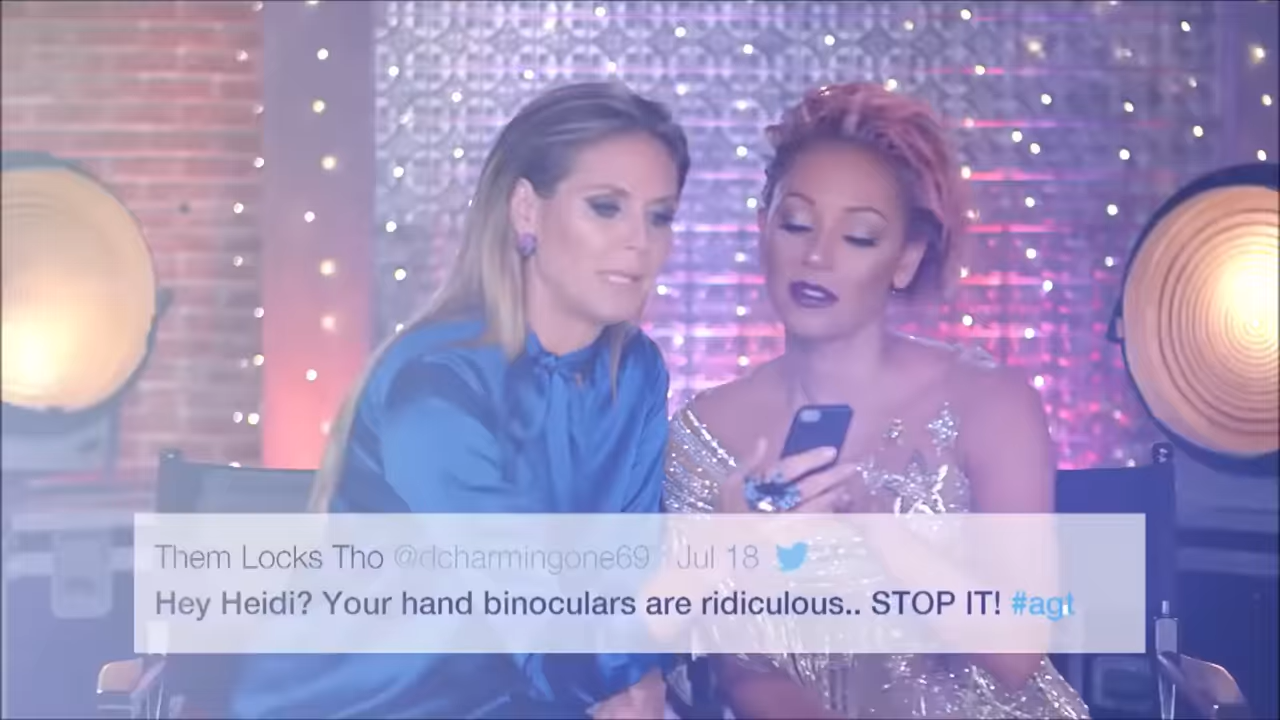 Them Locks Tho @dcharmingone69 Jul 18
Hey Heidi? Your hand binoculars are ridiculous.. STOP IT! #agt